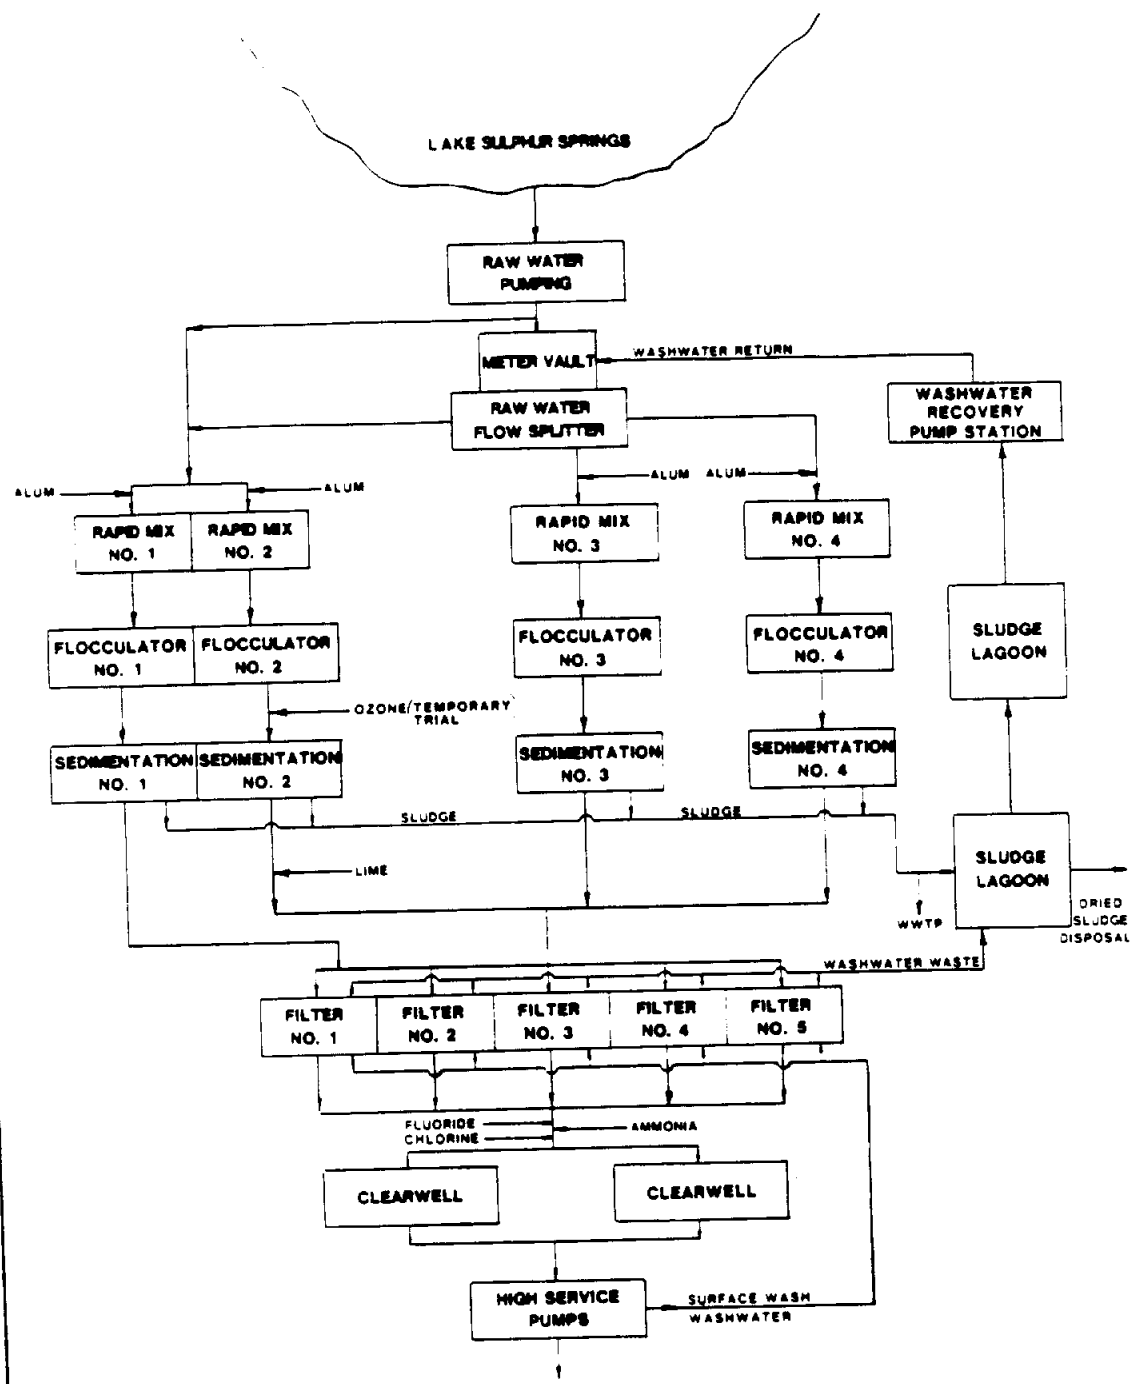 LAKE SULPHUR SPRINGS
RAW WATER
PUMPING
METER VAULT
WASHWATER RETURN
WASHWATER
RECOVERY
PUMP STATION
RAW WATER
FLOW SPLITTER
ALUM
ALUM
ALUM
ALUM
RAPID MIX
NO. 1
RAPID MIX
NO. 2
RAPID MIX
NO. 3
RAPID MIX
NO. 4
FLOCCULATOR
NO. 1
FLOCCULATOR
NO. 2
FLOCCULATOR
NO. 3
FLOCCULATOR
NO. 4
SLUDGE
LAGOON
OZONE/TEMPORARY
TRIAL
SEDIMENTATION
NO. 1
SEDIMENTATION
NO. 2
SEDIMENTATION
NO. 3
SEDIMENTATION
NO. 4
SLUDGE
SLUDGE
SLUDGE
LAGOON
LIME
WWTP
DRIED
SLUDGE
DISPOSAL
WASHWATER WASTE
FILTER
NO. 1
FILTER
NO. 2
FILTER
NO. 3
FILTER
NO. 4
FILTER
NO. 5
FLUORIDE
CHLORINE
AMMONIA
CLEARWELL
CLEARWELL
HIGH SERVICE
PUMPS
SURFACE WASH
WASHWATER